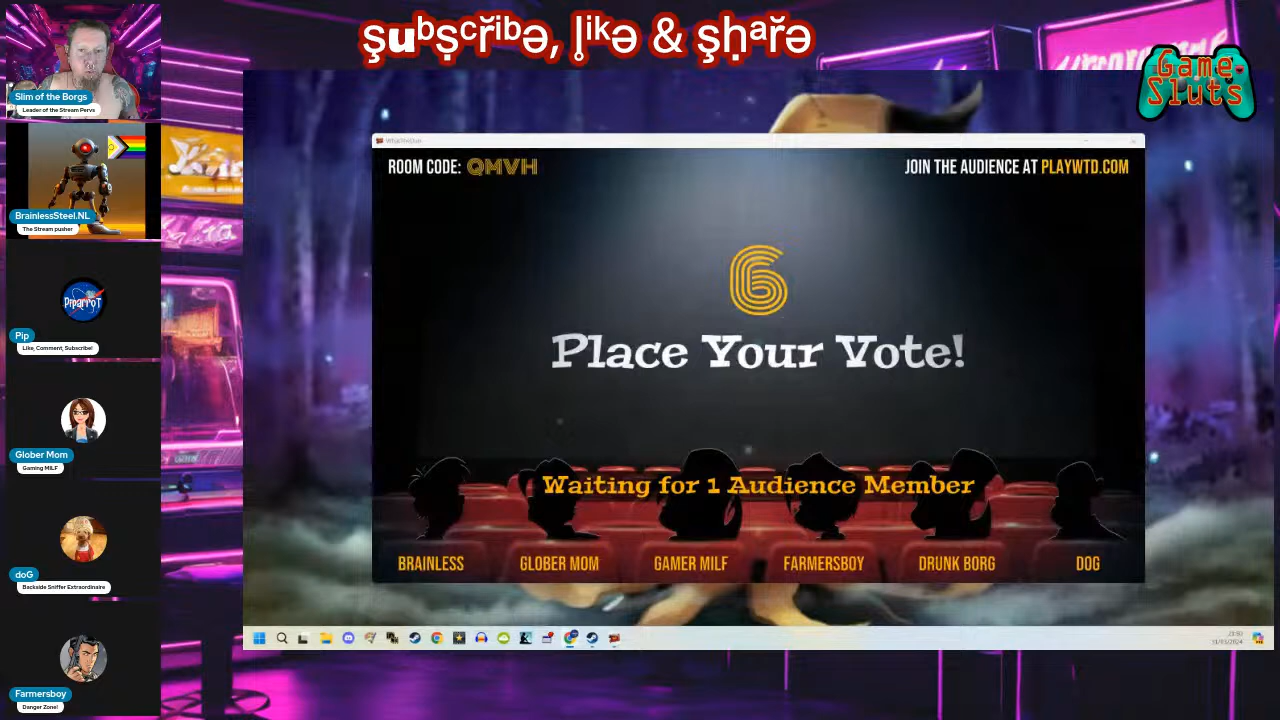 şuᵇṣᶜřⁱᵇə, ļⁱᵏə & şḥᵃřə
Game
Sluts
Slim of the Borgs
Leader of the Stream Pervs
BrainlessSteel.NL
The Stream pusher
PiparroT
Pip
Like, Comment, Subscribe!
Glober Mom
Gaming MILF
doG
Backside Sniffer Extraordinaire
Farmersboy
Danger Zone!
ROOM CODE: QMVH
JOIN THE AUDIENCE AT PLAYWTD.COM
6
Place Your Vote!
Waiting for 1 Audience Member
BRAINLESS
GLOBER MOM
GAMER MILF
FARMERSBOY
DRUNK BORG
DOG